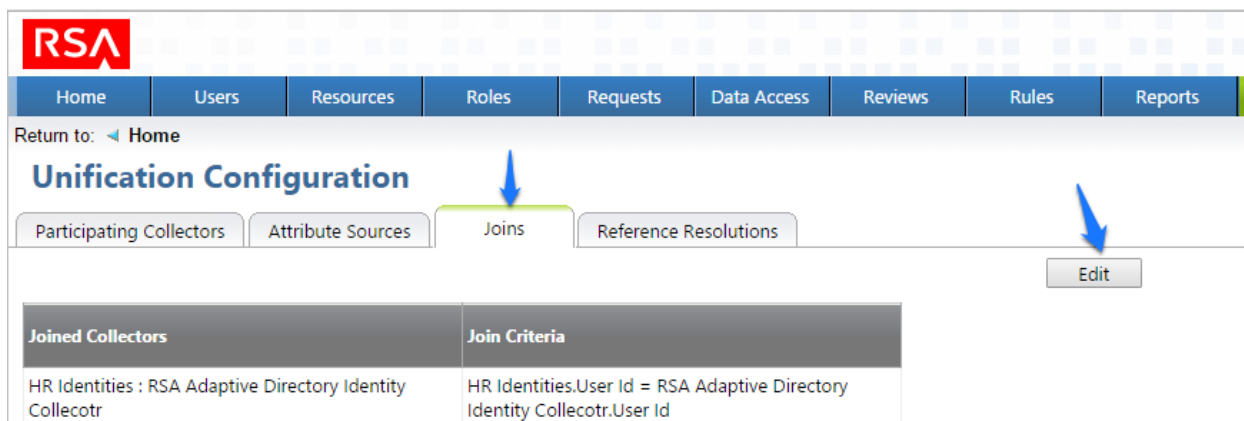 RSA
Home Users Resources Roles Requests Data Access Reviews Rules Reports
Return to: Home
Unification Configuration
Participating Collectors Attribute Sources Joins Reference Resolutions
Edit
Joined Collectors Join Criteria
HR Identities : RSA Adaptive Directory Identity HR Identities.User Id = RSA Adaptive Directory
Collecotr Identity Collecotr.User Id